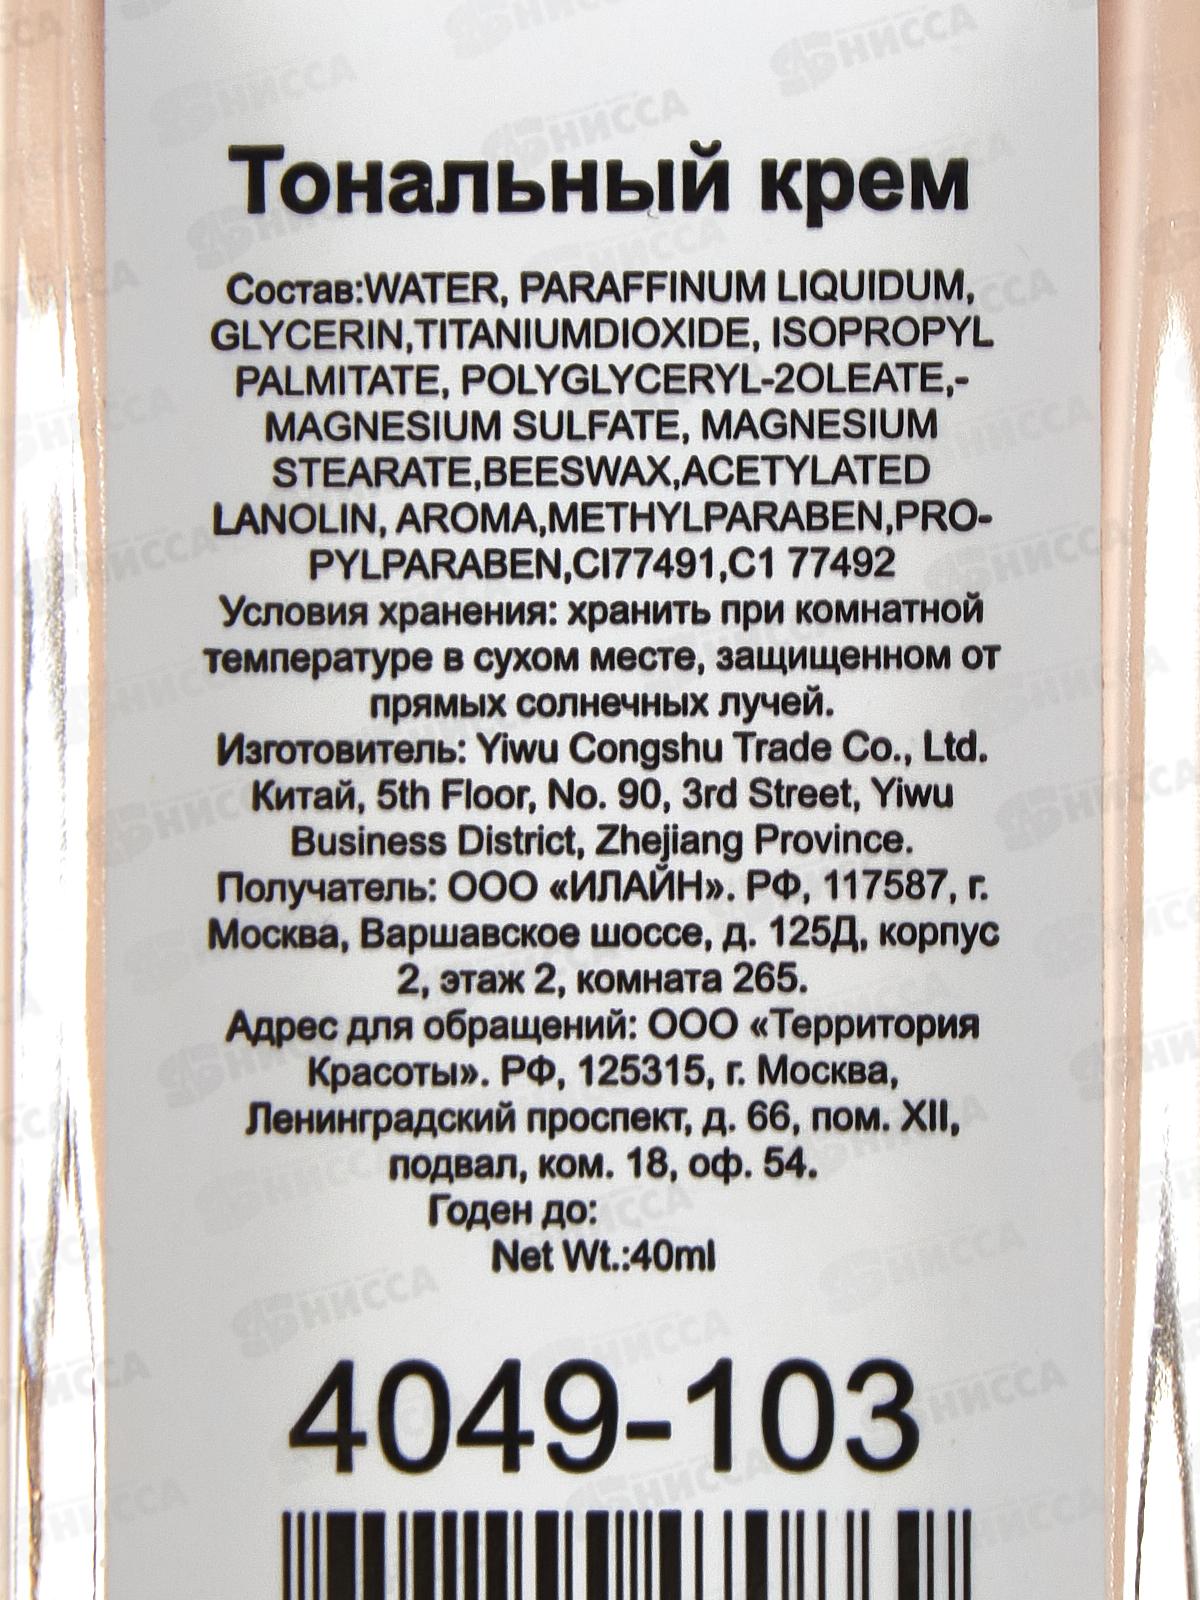 Тональный крем
Состав:WATER, PARAFFINUM LIQUIDUM,
GLYCERIN,TITANIUMDIOXIDE, ISOPROPYL
PALMITATE, POLYGLYCERYL-2OLEATE,-
MAGNESIUM SULFATE, MAGNESIUM
STEARATE,BEESWAX,ACETYLATED
LANOLIN, AROMA,METHYLPARABEN,PRO-
PYLPARABEN,CI77491,C1 77492
Условия хранения: хранить при комнатной
температуре в сухом месте, защищенном от
прямых солнечных лучей.
Изготовитель: Yiwu Congshu Trade Co., Ltd.
Китай, 5th Floor, No. 90, 3rd Street, Yiwu
Business District, Zhejiang Province.
Получатель: ООО «ИЛАЙН». РФ, 117587, г.
Москва, Варшавское шоссе, д. 125Д, корпус
2, этаж 2, комната 265.
Адрес для обращений: ООО «Территория
Красоты». РФ, 125315, г. Москва,
Ленинградский проспект, д. 66, пом. XII,
подвал, ком. 18, оф. 54.
Годен до:
Net Wt.:40ml
4049-103